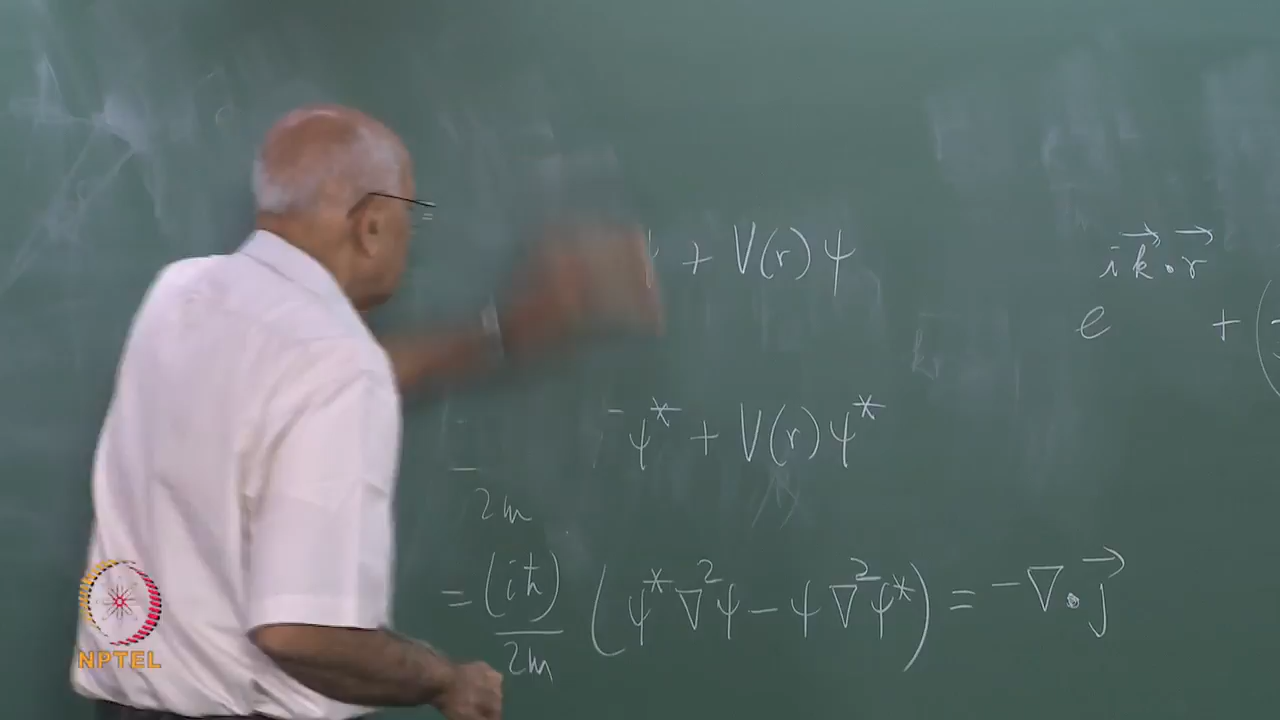 ψ + V(r)ψ
ψ* + V(r)ψ*
2m
= (iħ)/2m (ψ*∇²ψ − ψ∇²ψ*) = −∇·j⃗
e^{i k⃗·r⃗} + (
NPTEL